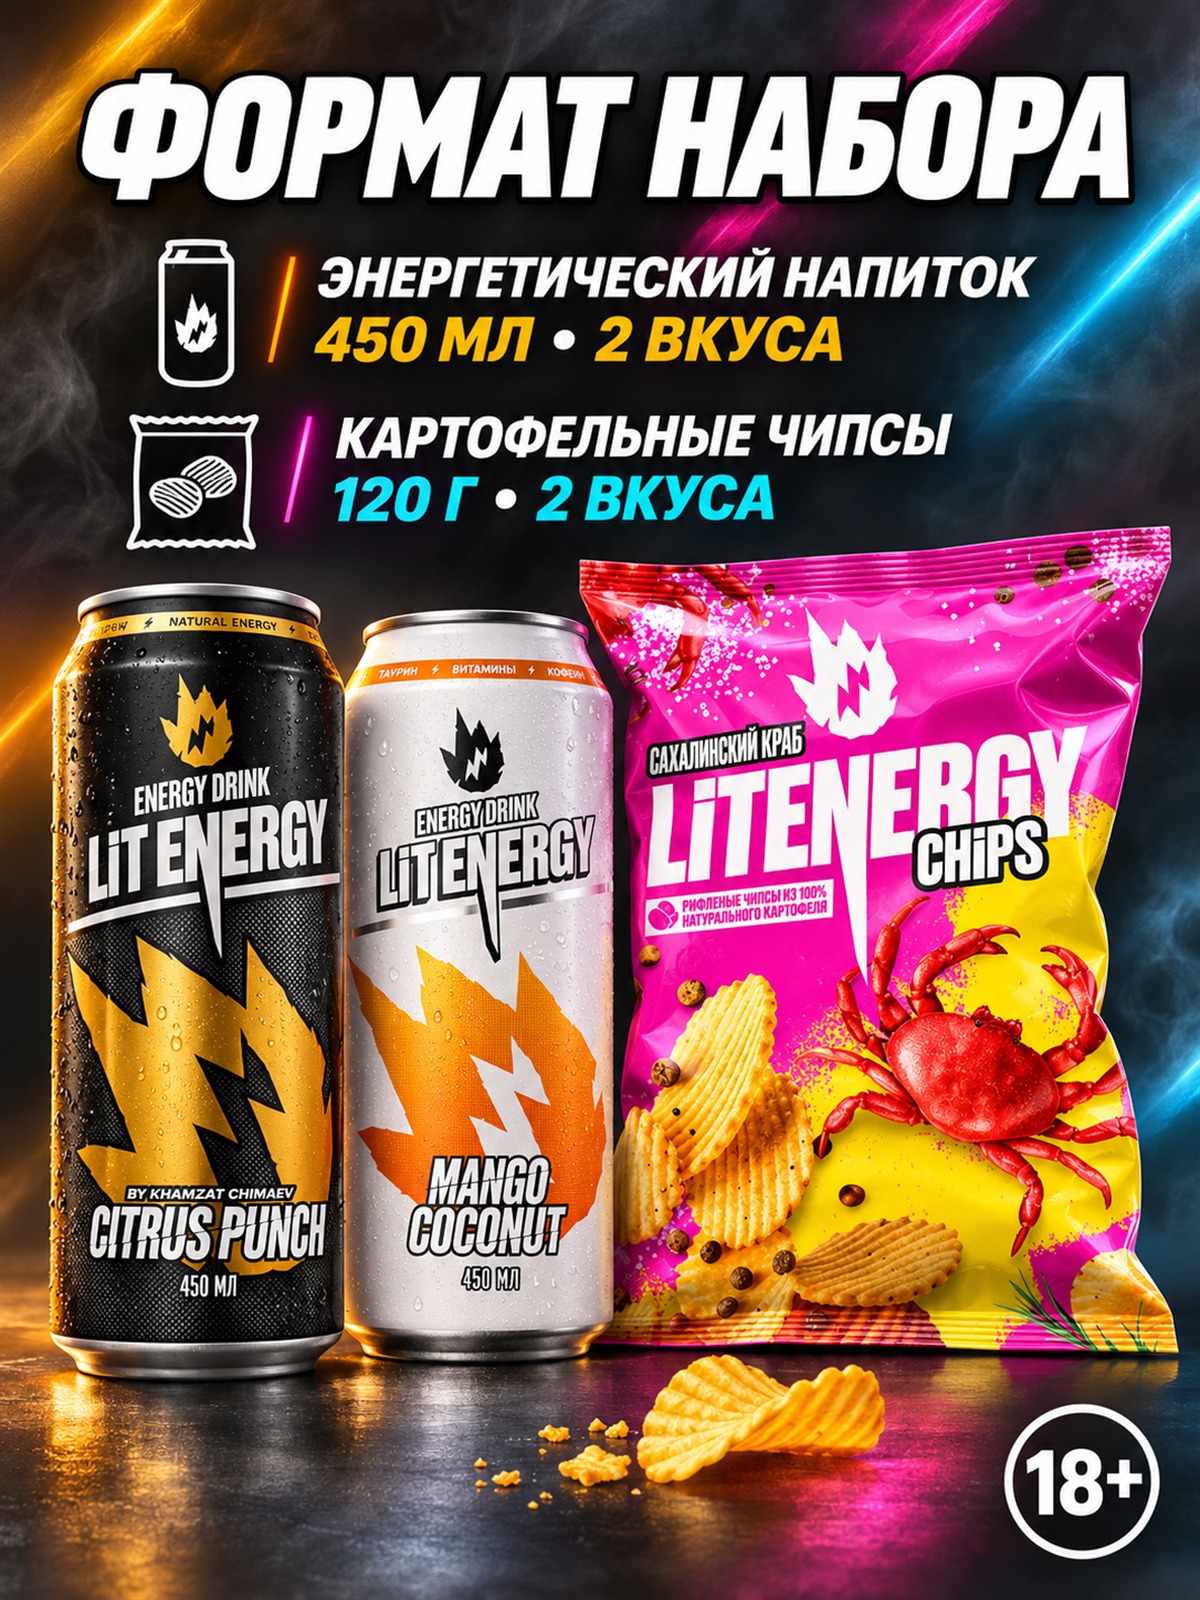 ФОРМАТ НАБОРА
ЭНЕРГЕТИЧЕСКИЙ НАПИТОК
450 МЛ • 2 ВКУСА
КАРТОФЕЛЬНЫЕ ЧИПСЫ
120 Г • 2 ВКУСА
NATURAL ENERGY
ENERGY DRINK
LiT ENERGY
BY KHAMZAT CHIMAEV
CITRUS PUNCH
450 МЛ
ТАУРИН ВИТАМИНЫ КОФЕИН
ENERGY DRINK
LiTENERGY
MANGO
COCONUT
450 МЛ
САХАЛИНСКИЙ КРАБ
LiTENERGY
CHiPS
РИФЛЕНЫЕ ЧИПСЫ ИЗ 100%
НАТУРАЛЬНОГО КАРТОФЕЛЯ
18+